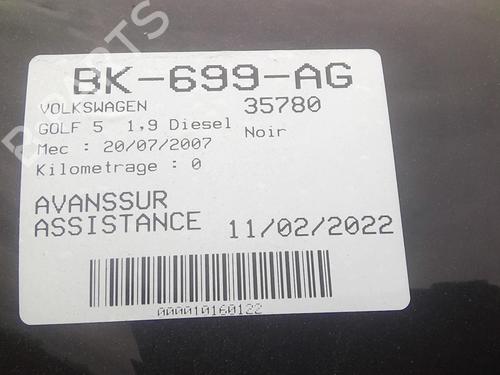 BK-699-AG
VOLKSWAGEN 35780
GOLF 5 1,9 Diesel Noir
Mec : 20/07/2007
Kilometrage : 0
AVANSSUR
ASSISTANCE 11/02/2022
000010160122